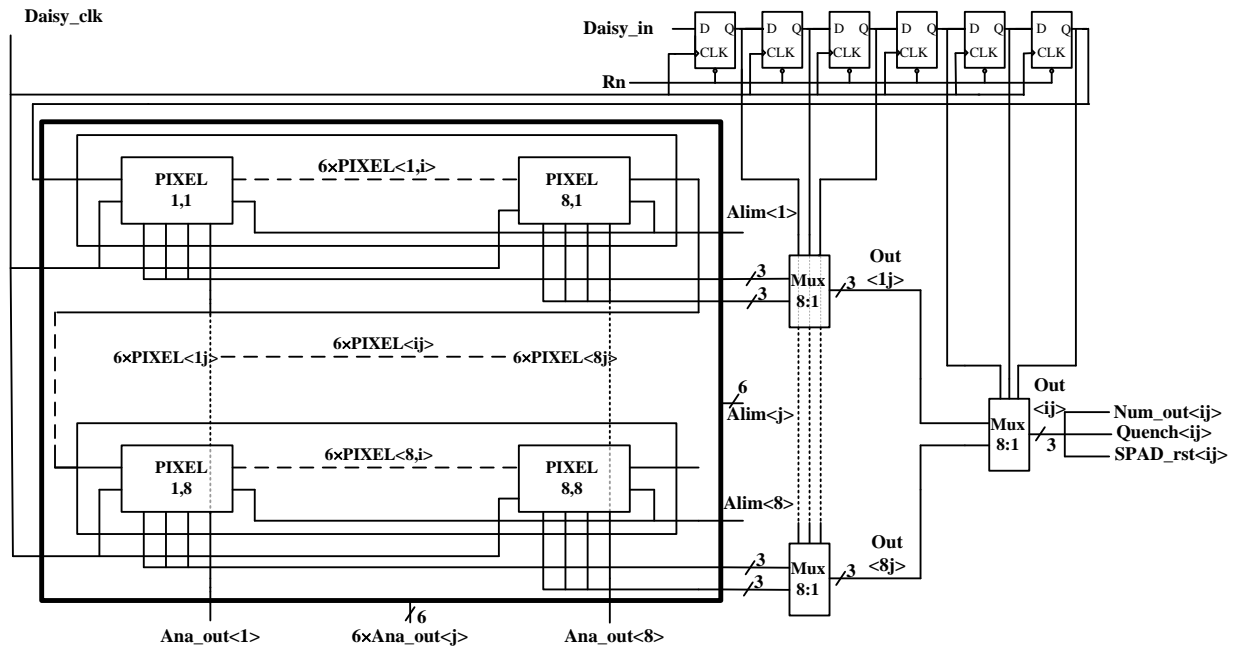 Daisy_clk
Daisy_in
D Q
CLK
D Q
CLK
D Q
CLK
D Q
CLK
D Q
CLK
D Q
CLK
Rn
PIXEL
1,1
6×PIXEL<1,i>
PIXEL
8,1
Alim<1>
3
3
Mux
8:1
3
Out
<1j>
6×PIXEL<1j>
6×PIXEL<ij>
6×PIXEL<8j>
6
Alim<j>
Mux
8:1
3
Out
<ij>
Num_out<ij>
Quench<ij>
SPAD_rst<ij>
PIXEL
1,8
6×PIXEL<8,i>
PIXEL
8,8
Alim<8>
3
3
Mux
8:1
3
Out
<8j>
Ana_out<1>
6
6×Ana_out<j>
Ana_out<8>